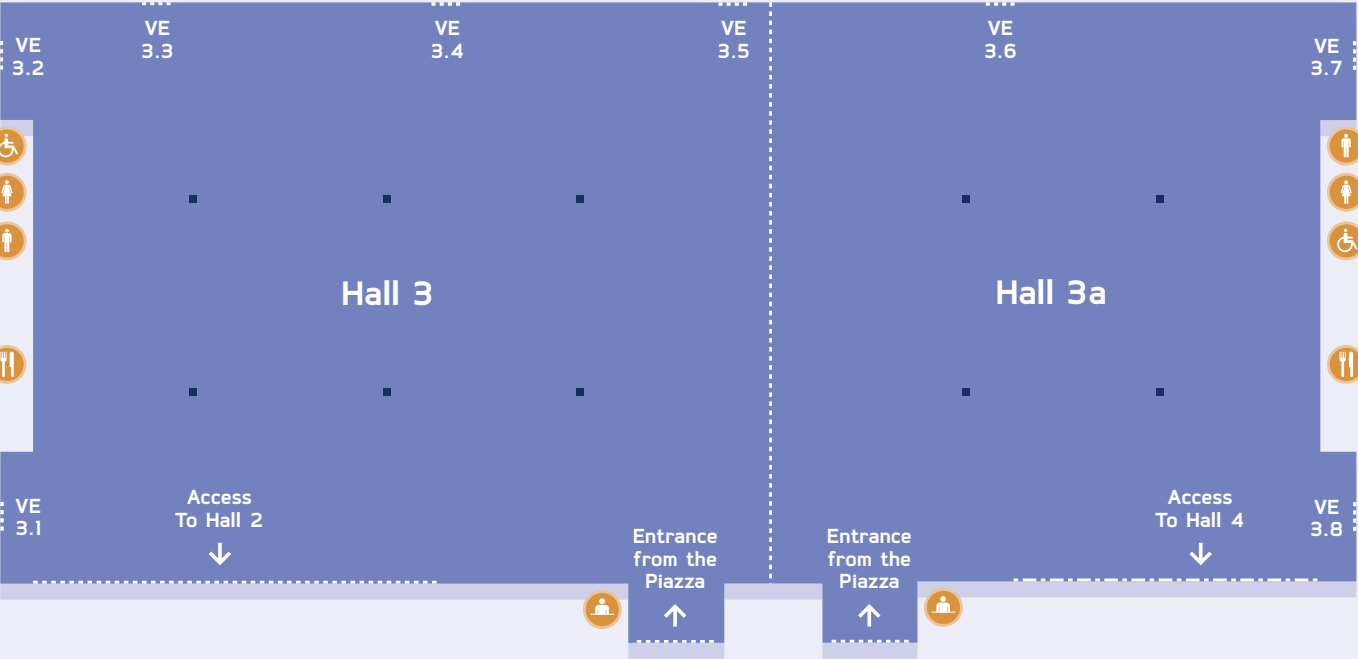 VE
3.2
VE
3.3
VE
3.4
VE
3.5
VE
3.6
VE
3.7
Hall 3
Hall 3a
VE
3.1
Access
To Hall 2
Entrance
from the
Piazza
Entrance
from the
Piazza
Access
To Hall 4
VE
3.8